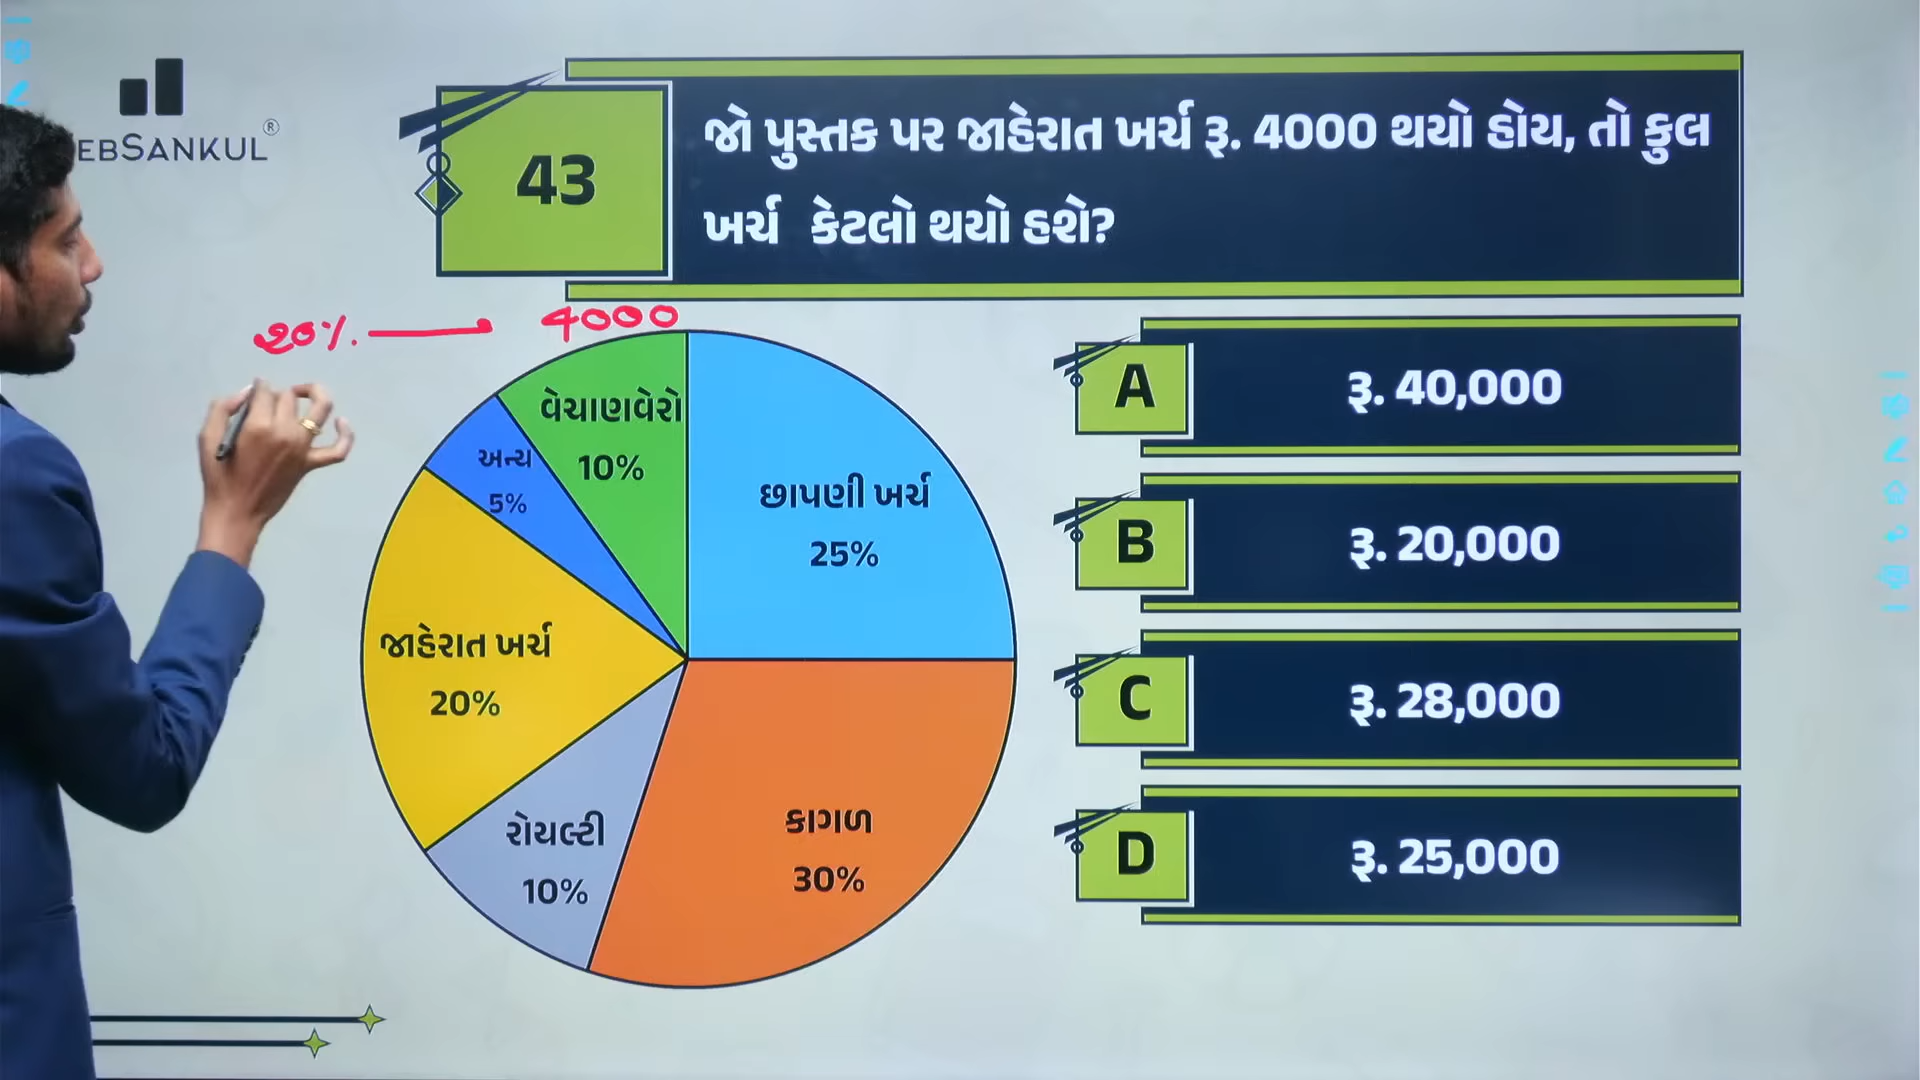 EBSANKUL®
43
જો પુસ્તક પર જાહેરાત ખર્ચ રૂ. 4000 થયો હોય, તો કુલ
ખર્ચ કેટલો થયો હશે?
20%. 4000
વેચાણવેરો
10%
અન્ય
5%
છાપણી ખર્ચ
25%
જાહેરાત ખર્ચ
20%
રોયલ્ટી
10%
કાગળ
30%
A રૂ. 40,000
B રૂ. 20,000
C રૂ. 28,000
D રૂ. 25,000